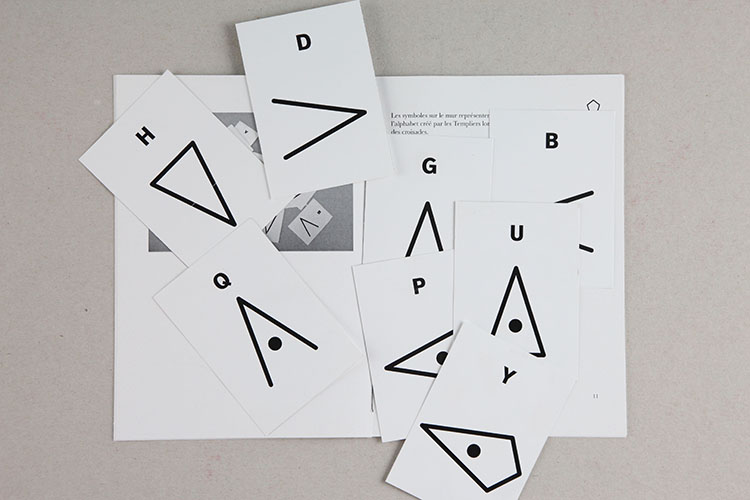 D
H
Les symboles sur le mur représenter
l'alphabet créé par les Templiers lor
des croisades.
B
G
U
Q
P
Y
11